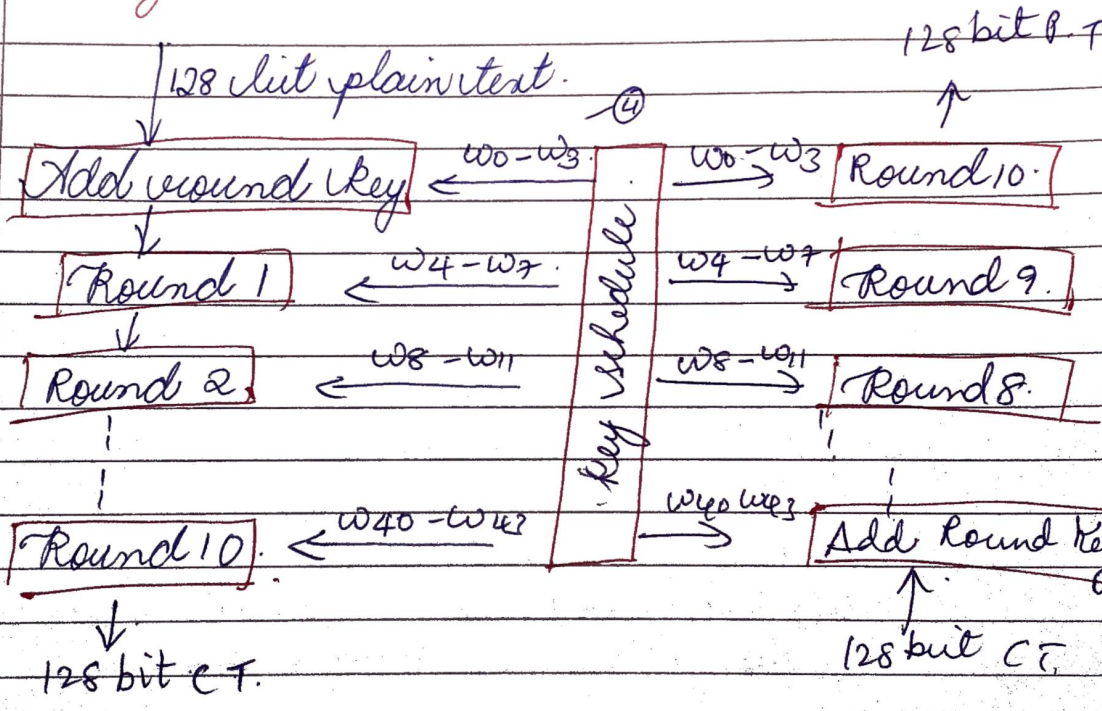 128 bit P.T
128 bit plain text.
4
Add round key
w0-w3.
w0-w3
Round 10.
Round 1
w4-w7.
w4-w7
Round 9.
Round 2
w8-w11
w8-w11
Round 8.
Key schedule
Round 10.
w40-w43
w40 w43
Add Round
128 bit CT.
128 bit CT.